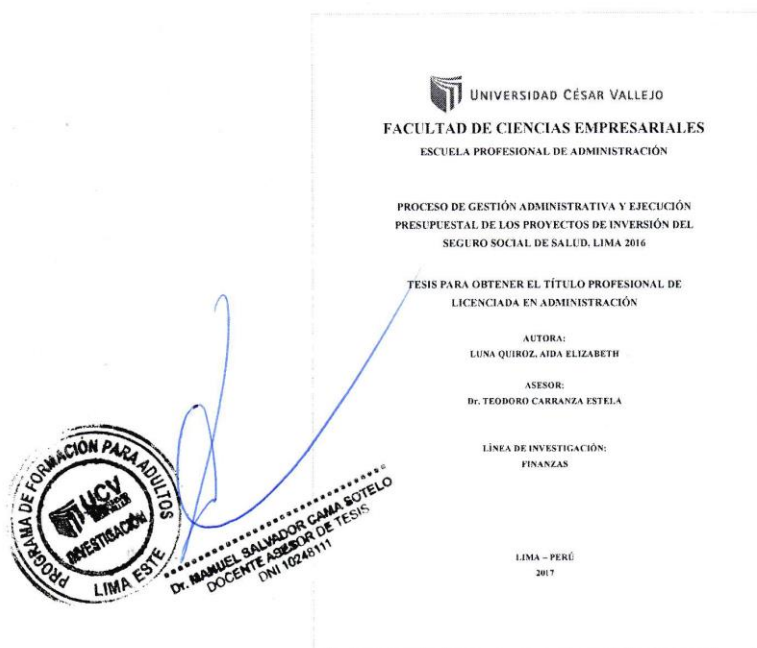 UNIVERSIDAD CÉSAR VALLEJO
FACULTAD DE CIENCIAS EMPRESARIALES
ESCUELA PROFESIONAL DE ADMINISTRACIÓN
PROCESO DE GESTIÓN ADMINISTRATIVA Y EJECUCIÓN
PRESUPUESTAL DE LOS PROYECTOS DE INVERSIÓN DEL
SEGURO SOCIAL DE SALUD, LIMA 2016
TESIS PARA OBTENER EL TÍTULO PROFESIONAL DE
LICENCIADA EN ADMINISTRACIÓN
AUTORA:
LUNA QUIROZ, AIDA ELIZABETH
ASESOR:
Dr. TEODORO CARRANZA ESTELA
LÍNEA DE INVESTIGACIÓN:
FINANZAS
LIMA – PERÚ
2017
PROGRAMA DE FORMACIÓN PARA ADULTOS
UCV
INVESTIGACIÓN
LIMA ESTE
Dr. MANUEL SALVADOR CAMA SOTELO
DOCENTE ASESOR DE TESIS
DNI 10248111